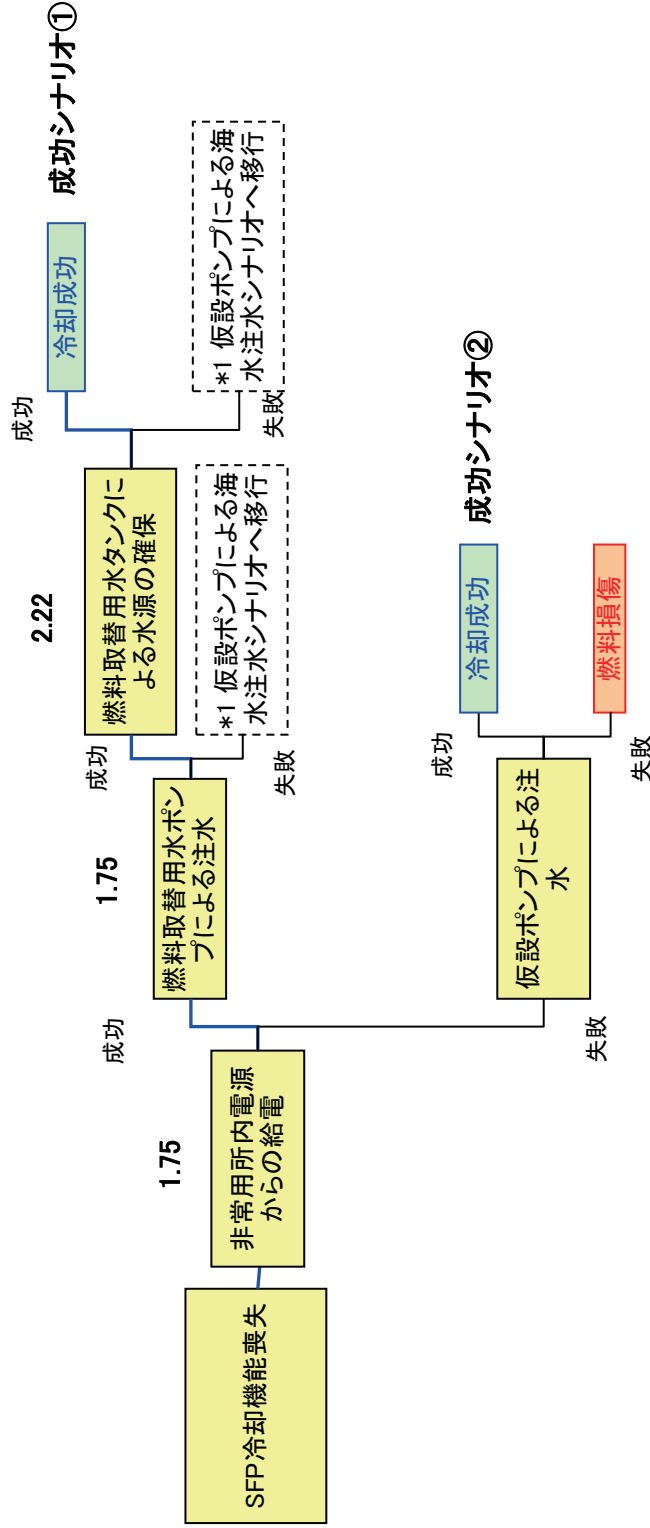 SFP冷却機能喪失
1.75
非常用所内電源
からの給電
成功
失敗
1.75
燃料取替用水ポン
プによる注水
成功
失敗
2.22
燃料取替用水タンクに
よる水源の確保
*1 仮設ポンプによる海
水注水シナリオへ移行
成功
失敗
冷却成功
成功シナリオ①
*1 仮設ポンプによる海
水注水シナリオへ移行
仮設ポンプによる注
水
成功
失敗
冷却成功
成功シナリオ②
燃料損傷